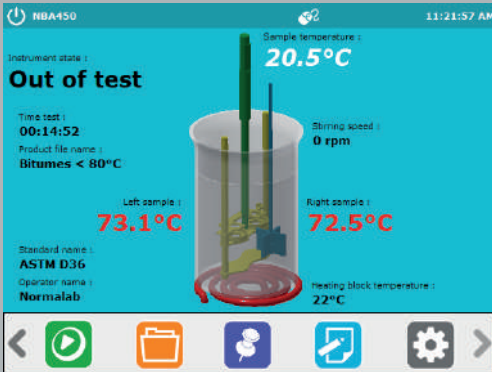 NBA450
11:21:57 AM
Sample temperature :
20.5°C
Instrument state :
Out of test
Time test :
00:14:52
Product file name :
Bitumes < 80°C
Stirring speed :
0 rpm
Left sample :
73.1°C
Right sample :
72.5°C
Standard name :
ASTM D36
Operator name :
Normalab
Heating block temperature :
22°C